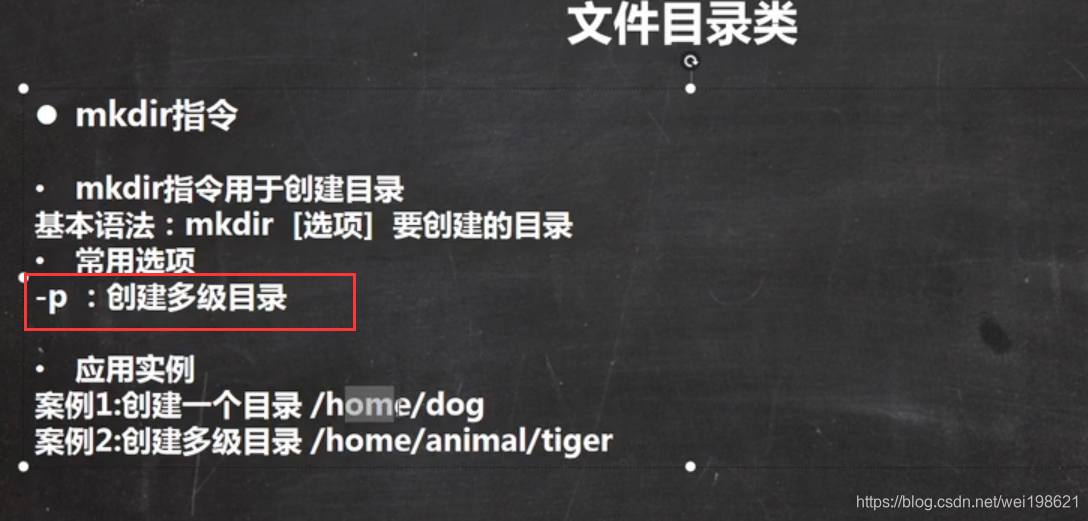 文件目录类
● mkdir指令
• mkdir指令用于创建目录
基本语法：mkdir [选项] 要创建的目录
• 常用选项
-p ：创建多级目录
• 应用实例
案例1:创建一个目录 /home/dog
案例2:创建多级目录 /home/animal/tiger
https://blog.csdn.net/wei198621